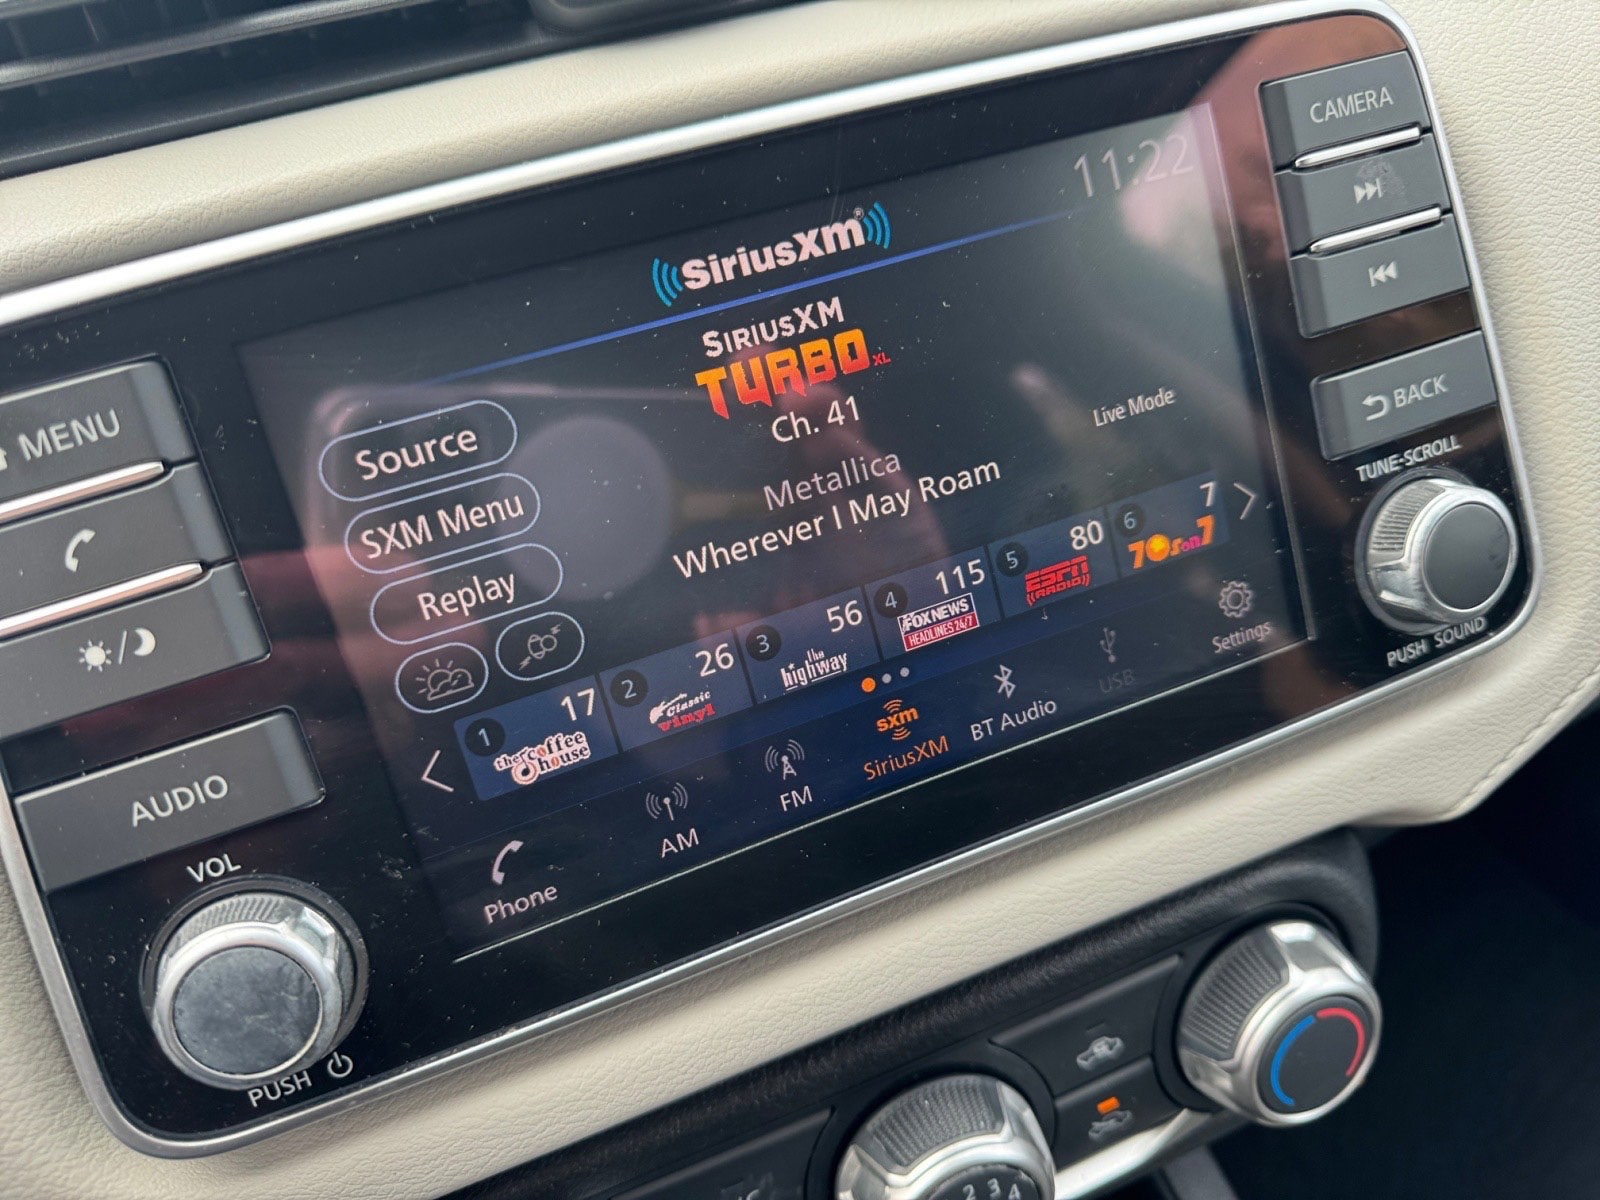 11:22
SiriusXM®
SIRIUSXM
TURBO XL
Ch. 41
Live Mode
Metallica
Wherever I May Roam
Source
SXM Menu
Replay
1 17 the coffee house
2 26 Classic vinyl
3 56 the highway
4 115 FOX NEWS HEADLINES 24/7
5 80 ESPN RADIO
6 7 70s on 7
Phone
AM
FM
sxm
SiriusXM
BT Audio
USB
Settings
MENU
AUDIO
VOL
PUSH
CAMERA
BACK
TUNE·SCROLL
PUSH SOUND
2 3 4